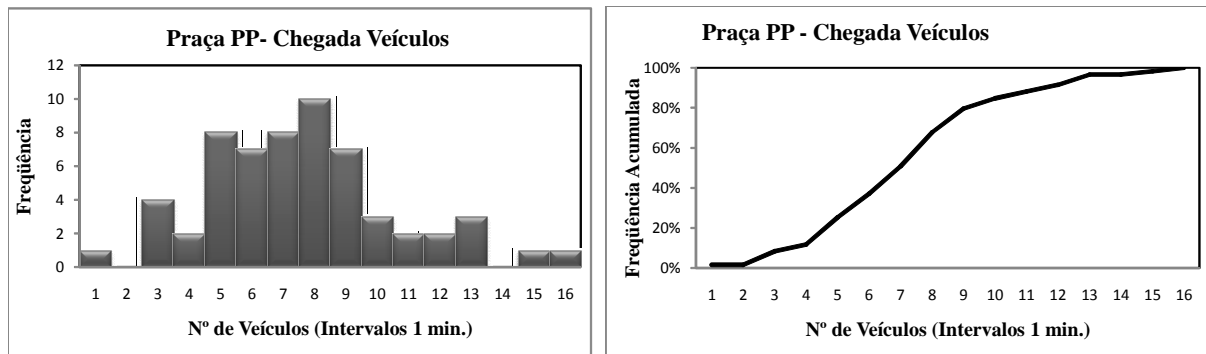 Praça PP- Chegada Veículos
Freqüência
12
10
8
6
4
2
0
1 2 3 4 5 6 7 8 9 10 11 12 13 14 15 16
Nº de Veículos (Intervalos 1 min.)
Praça PP - Chegada Veículos
Freqüência Acumulada
100%
80%
60%
40%
20%
0%
1 2 3 4 5 6 7 8 9 10 11 12 13 14 15 16
Nº de Veículos (Intervalos 1 min.)